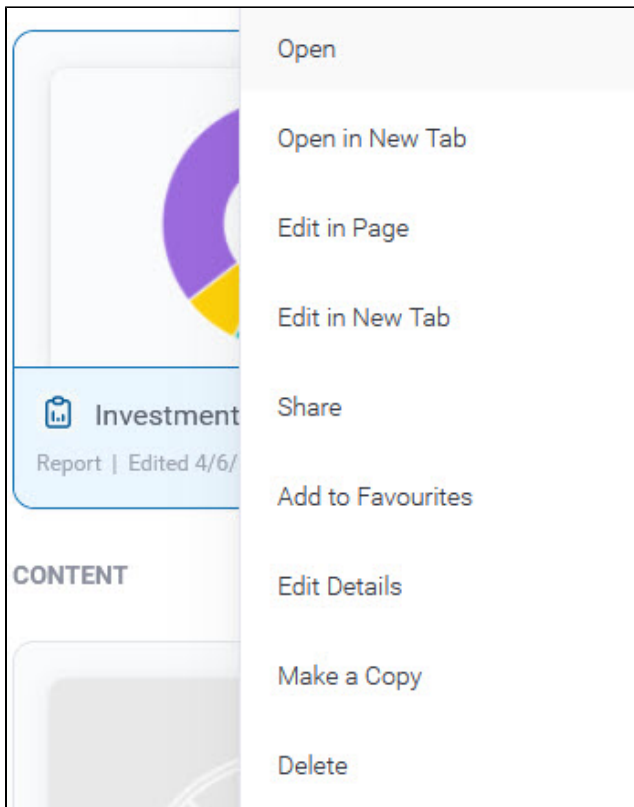 Open
Open in New Tab
Edit in Page
Edit in New Tab
Share
Add to Favourites
Edit Details
Make a Copy
Delete
Investment
Report | Edited 4/6/
CONTENT